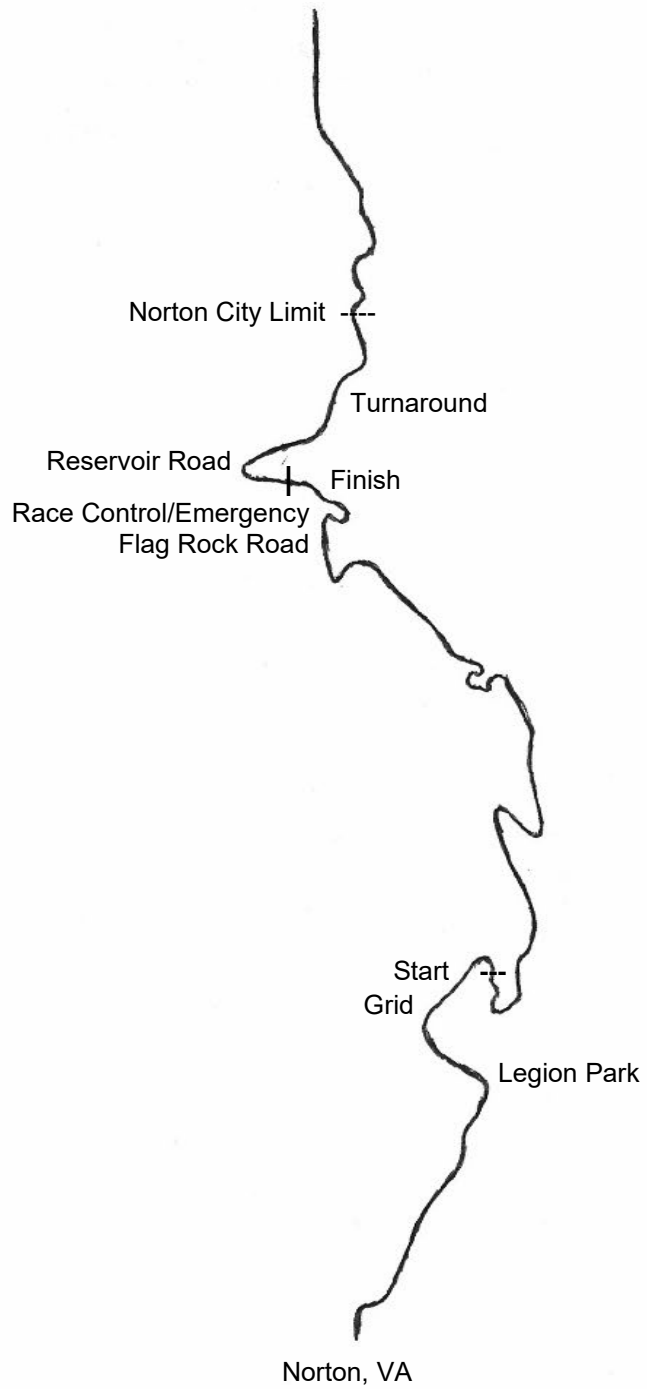 Norton City Limit
Turnaround
Reservoir Road
Finish
Race Control/Emergency
Flag Rock Road
Start
Grid
Legion Park
Norton, VA